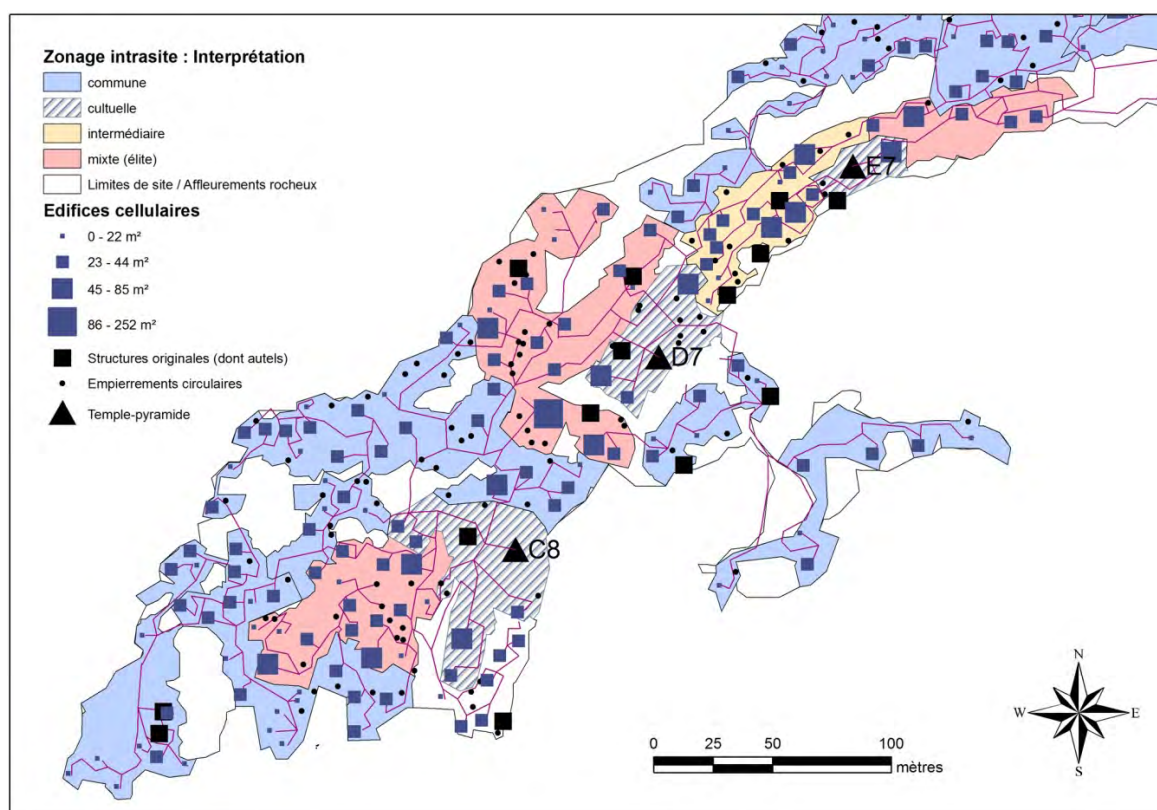 Zonage intrasite : Interprétation
commune
cultuelle
intermédiaire
mixte (élite)
Limites de site / Affleurements rocheux
Edifices cellulaires
0 - 22 m²
23 - 44 m²
45 - 85 m²
86 - 252 m²
Structures originales (dont autels)
Empierrements circulaires
Temple-pyramide
E7
D7
C8
0 25 50 100
mètres
N
W E
S